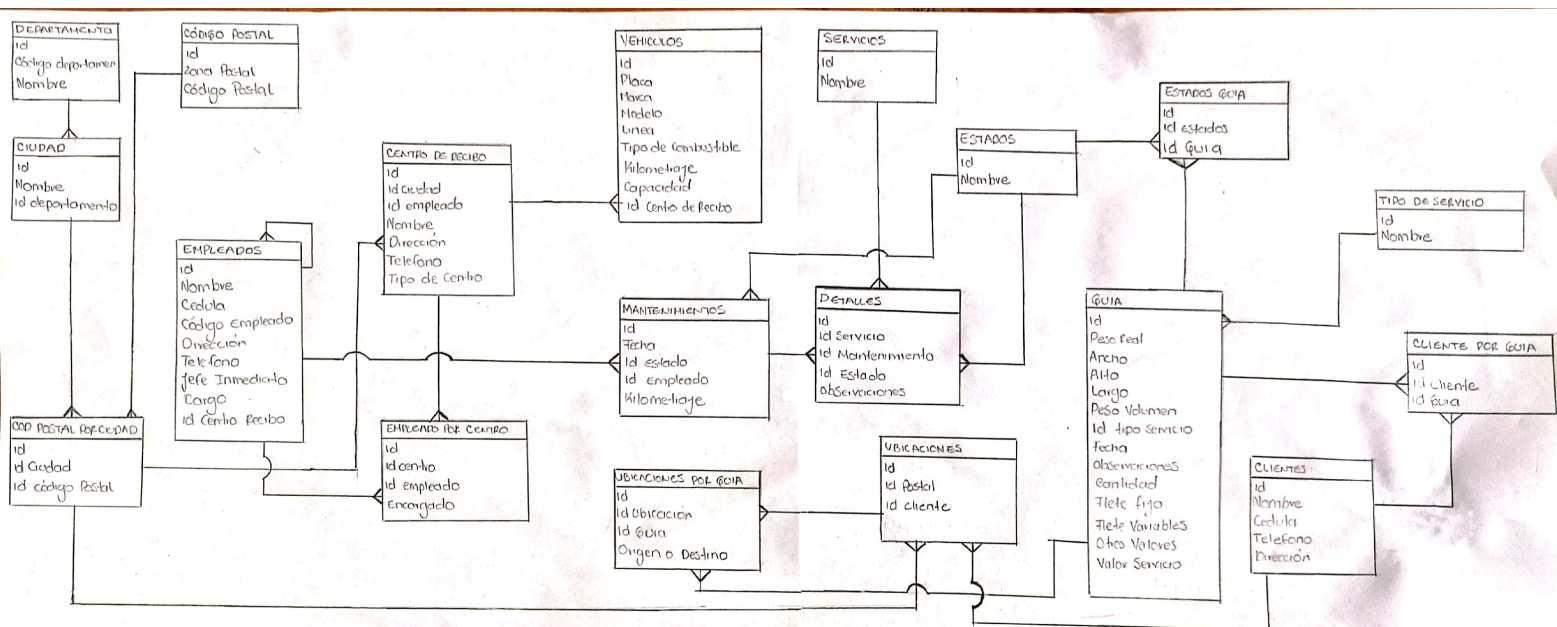 DEPARTAMENTO
Id
Código departamen
Nombre
CÓDIGO POSTAL
Id
Zona Postal
Código Postal
CIUDAD
Id
Nombre
Id departamento
EMPLEADOS
Id
Nombre
Cedula
Código Empleado
Dirección
Telefono
Jefe Inmediato
Cargo
Id Centro Recibo
COD POSTAL POR CIUDAD
Id
Id Ciudad
Id código Postal
CENTRO DE RECIBO
Id
Id ciudad
Id empleado
Nombre
Dirección
Telefono
Tipo de Centro
EMPLEADO POR CENTRO
Id
Id centro
Id empleado
Encargado
VEHICULOS
Id
Placa
Marca
Modelo
Linea
Tipo de Combustible
Kilometraje
Capacidad
Id Centro de Recibo
MANTENIMIENTOS
Id
Fecha
Id Estado
Id Empleado
Kilometraje
UBICACIONES POR GUIA
Id
Id Ubicación
Id Guia
Origen o Destino
SERVICIOS
Id
Nombre
DETALLES
Id
Id Servicio
Id Mantenimiento
Id Estado
Observaciones
UBICACIONES
Id
Id Postal
Id cliente
ESTADOS
Id
Nombre
ESTADOS GUIA
Id
Id estados
Id Guia
GUIA
Id
Peso Real
Ancho
Alto
Largo
Peso Volumen
Id tipo Servicio
Fecha
Observaciones
Cantidad
Flete fijo
Flete Variables
Otros Valores
Valor Servicio
TIPO DE SERVICIO
Id
Nombre
CLIENTE POR GUIA
Id
Id cliente
Id Guia
CLIENTES
Id
Nombre
Cedula
Telefono
Dirección